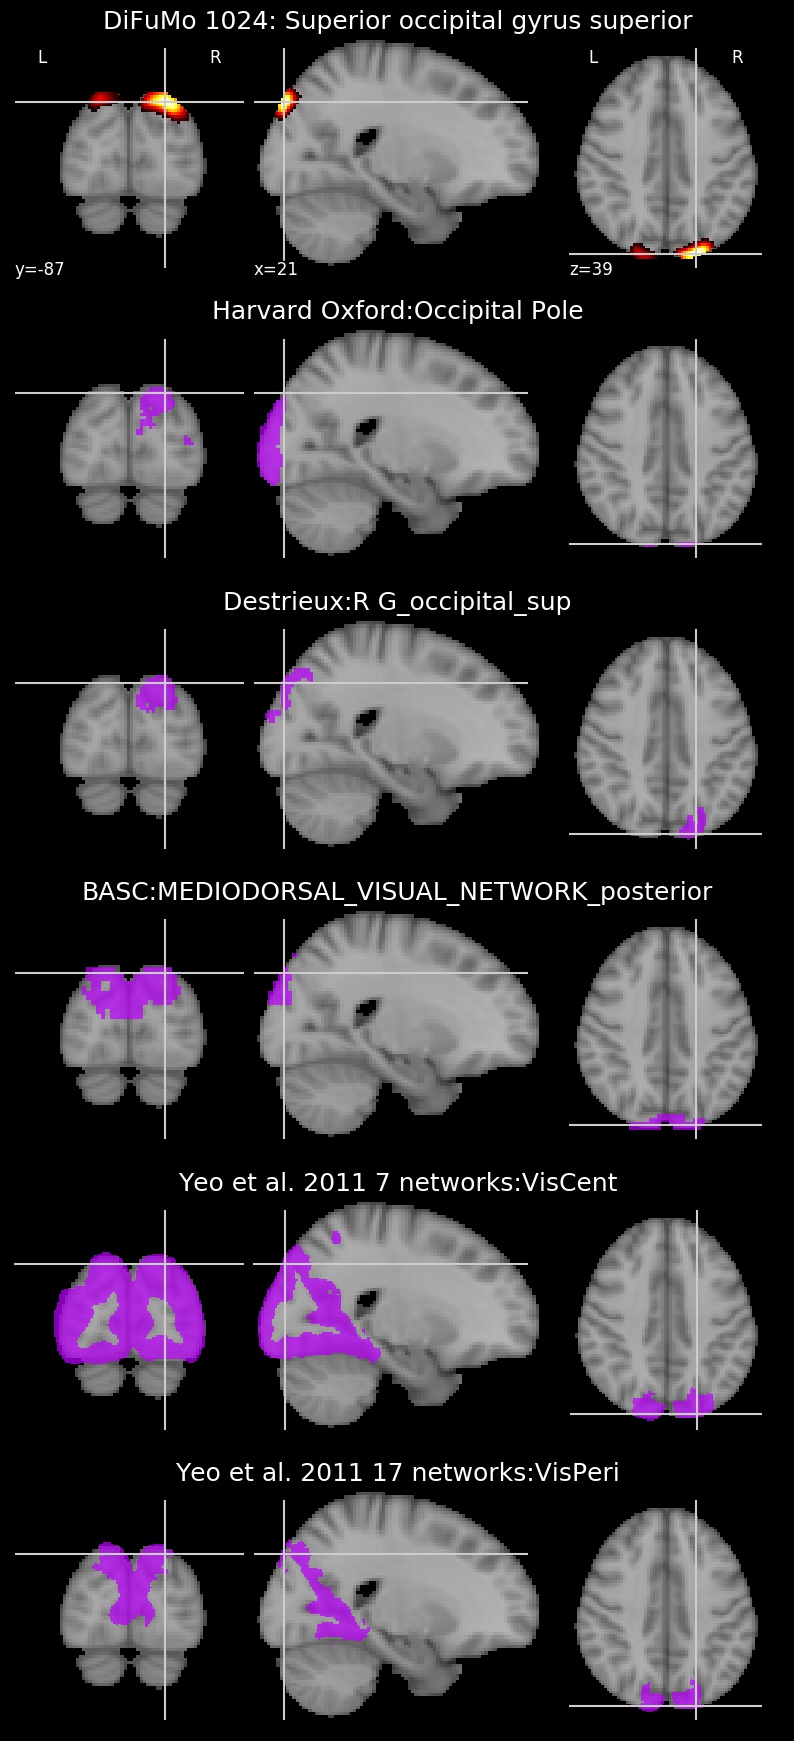 DiFuMo 1024: Superior occipital gyrus superior
L R L R
y=-87 x=21 z=39
Harvard Oxford:Occipital Pole
Destrieux:R G_occipital_sup
BASC:MEDIODORSAL_VISUAL_NETWORK_posterior
Yeo et al. 2011 7 networks:VisCent
Yeo et al. 2011 17 networks:VisPeri